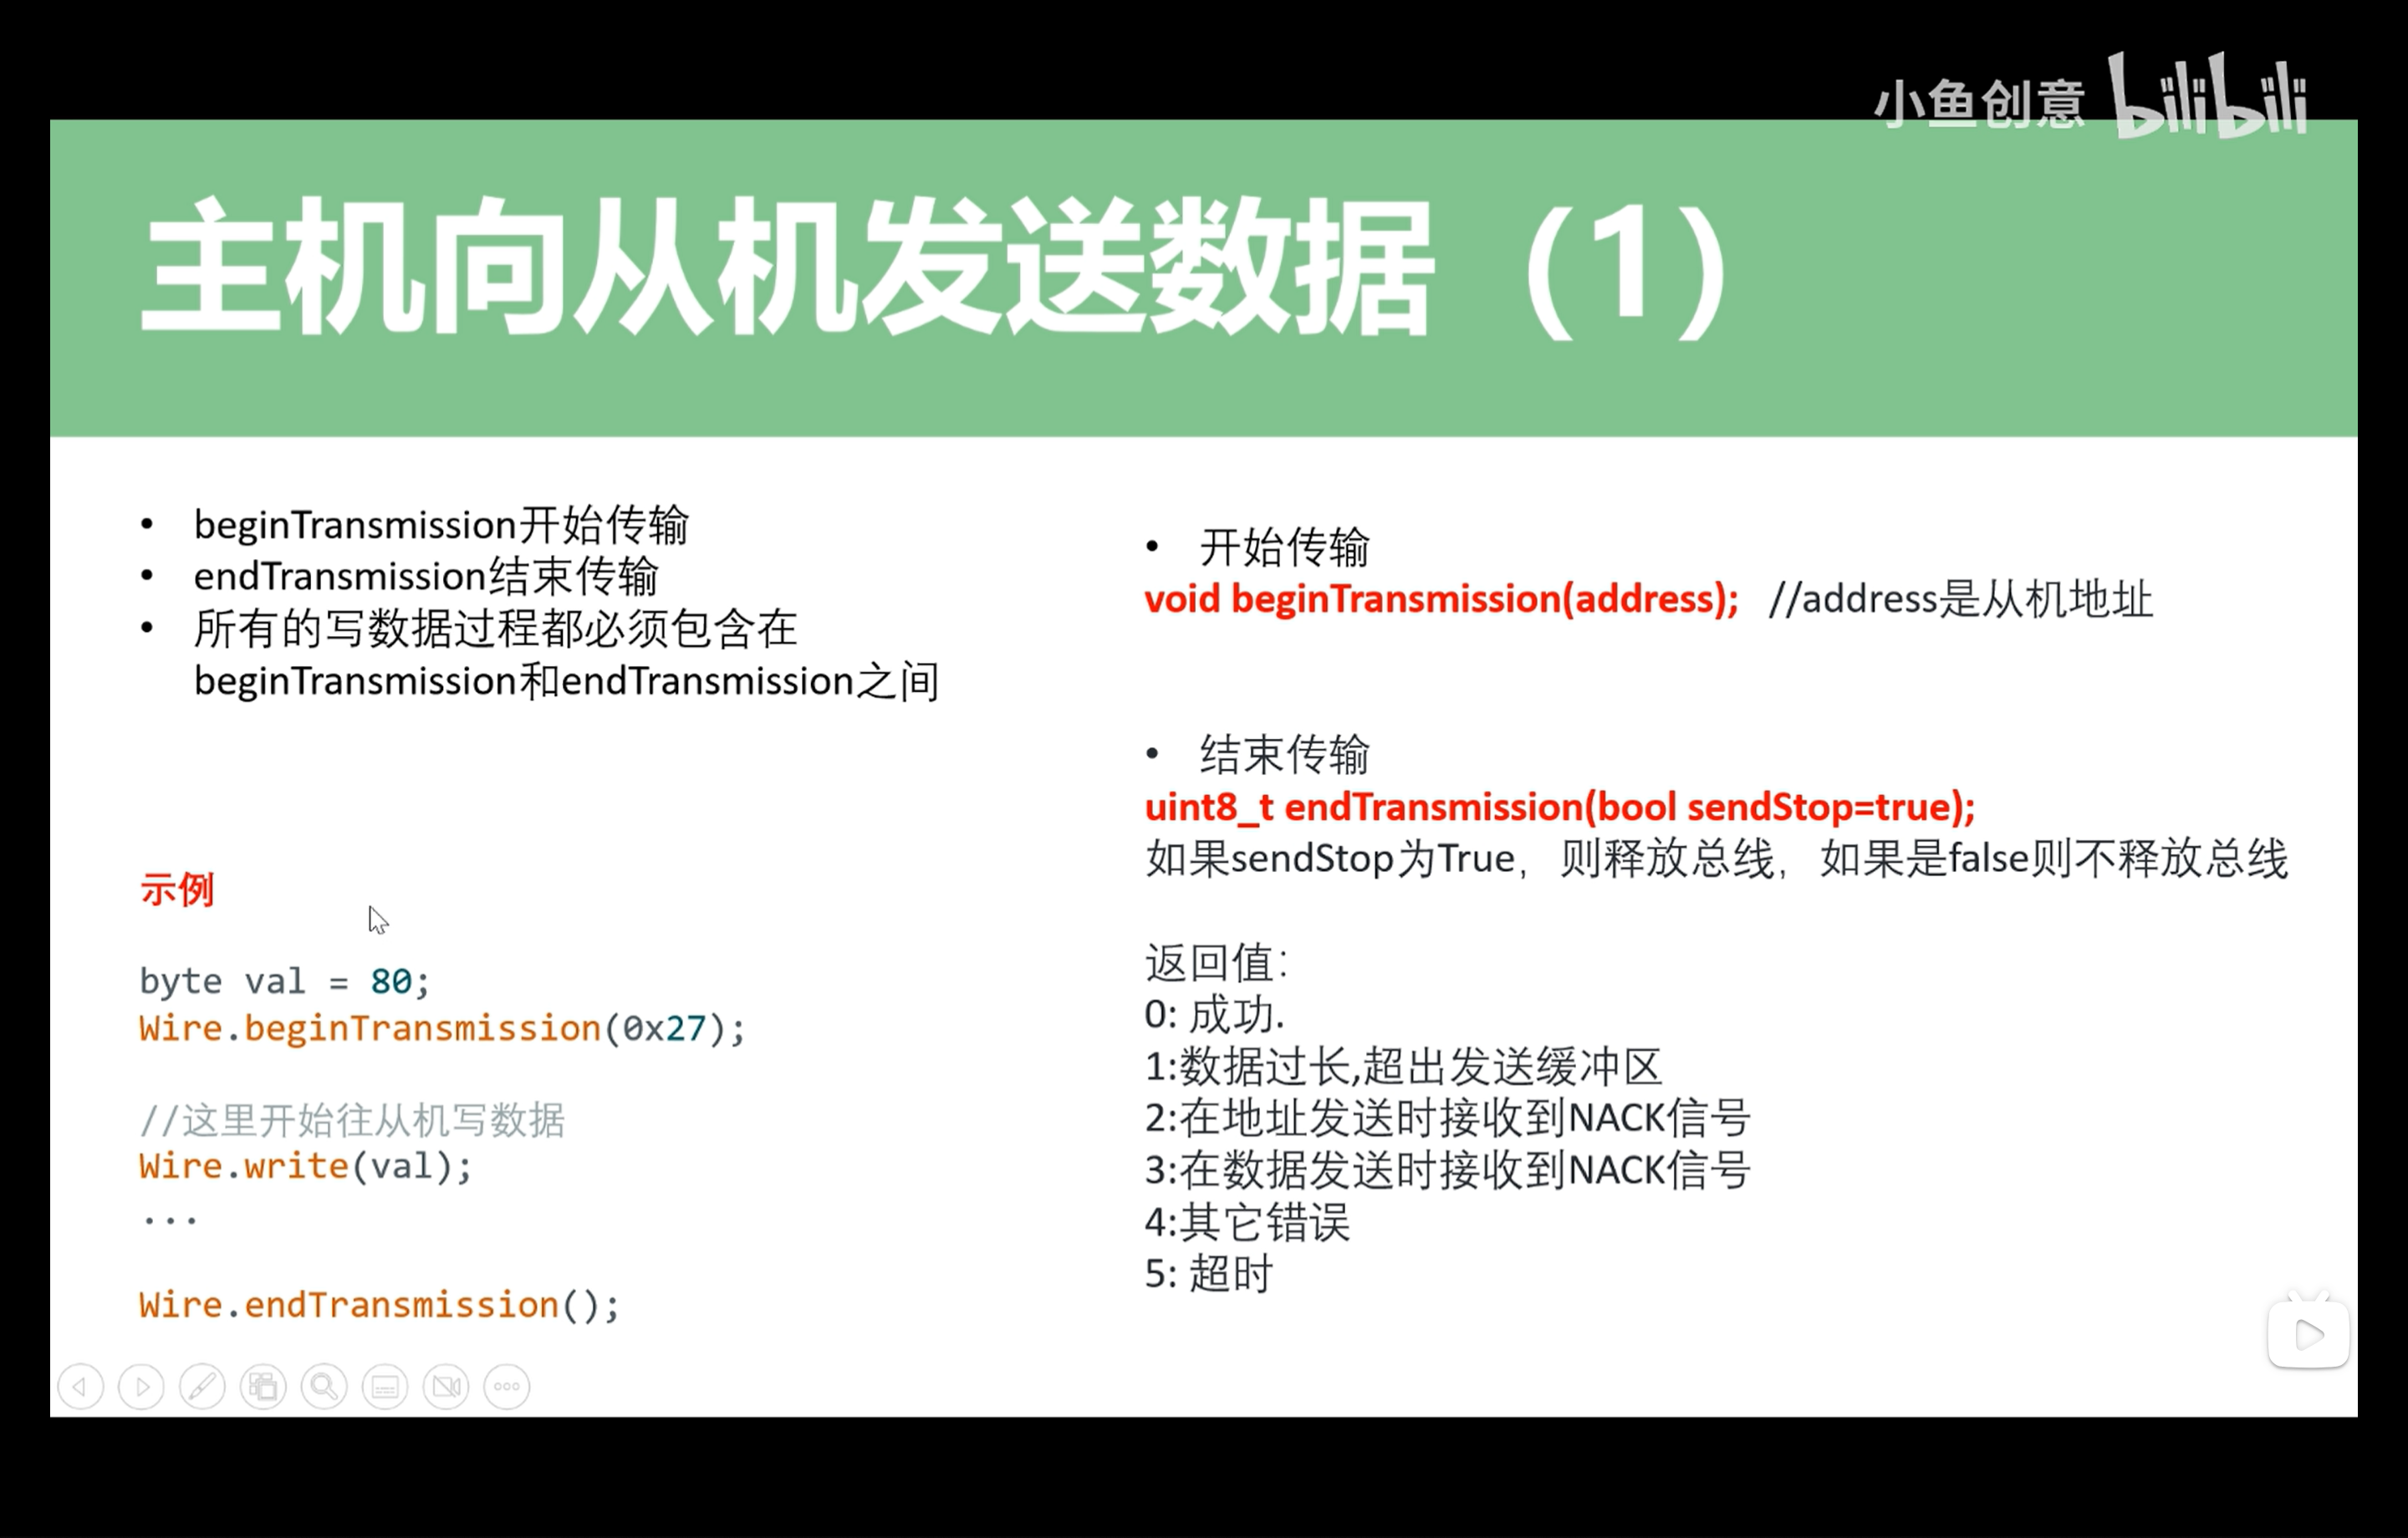 小鱼创意 bilibili
主机向从机发送数据（1）
• beginTransmission开始传输
• endTransmission结束传输
• 所有的写数据过程都必须包含在
beginTransmission和endTransmission之间
示例
byte val = 80;
Wire.beginTransmission(0x27);
//这里开始往从机写数据
Wire.write(val);
...
Wire.endTransmission();
• 开始传输
void beginTransmission(address); //address是从机地址
• 结束传输
uint8_t endTransmission(bool sendStop=true);
如果sendStop为True，则释放总线，如果是false则不释放总线
返回值：
0: 成功.
1:数据过长,超出发送缓冲区
2:在地址发送时接收到NACK信号
3:在数据发送时接收到NACK信号
4:其它错误
5: 超时